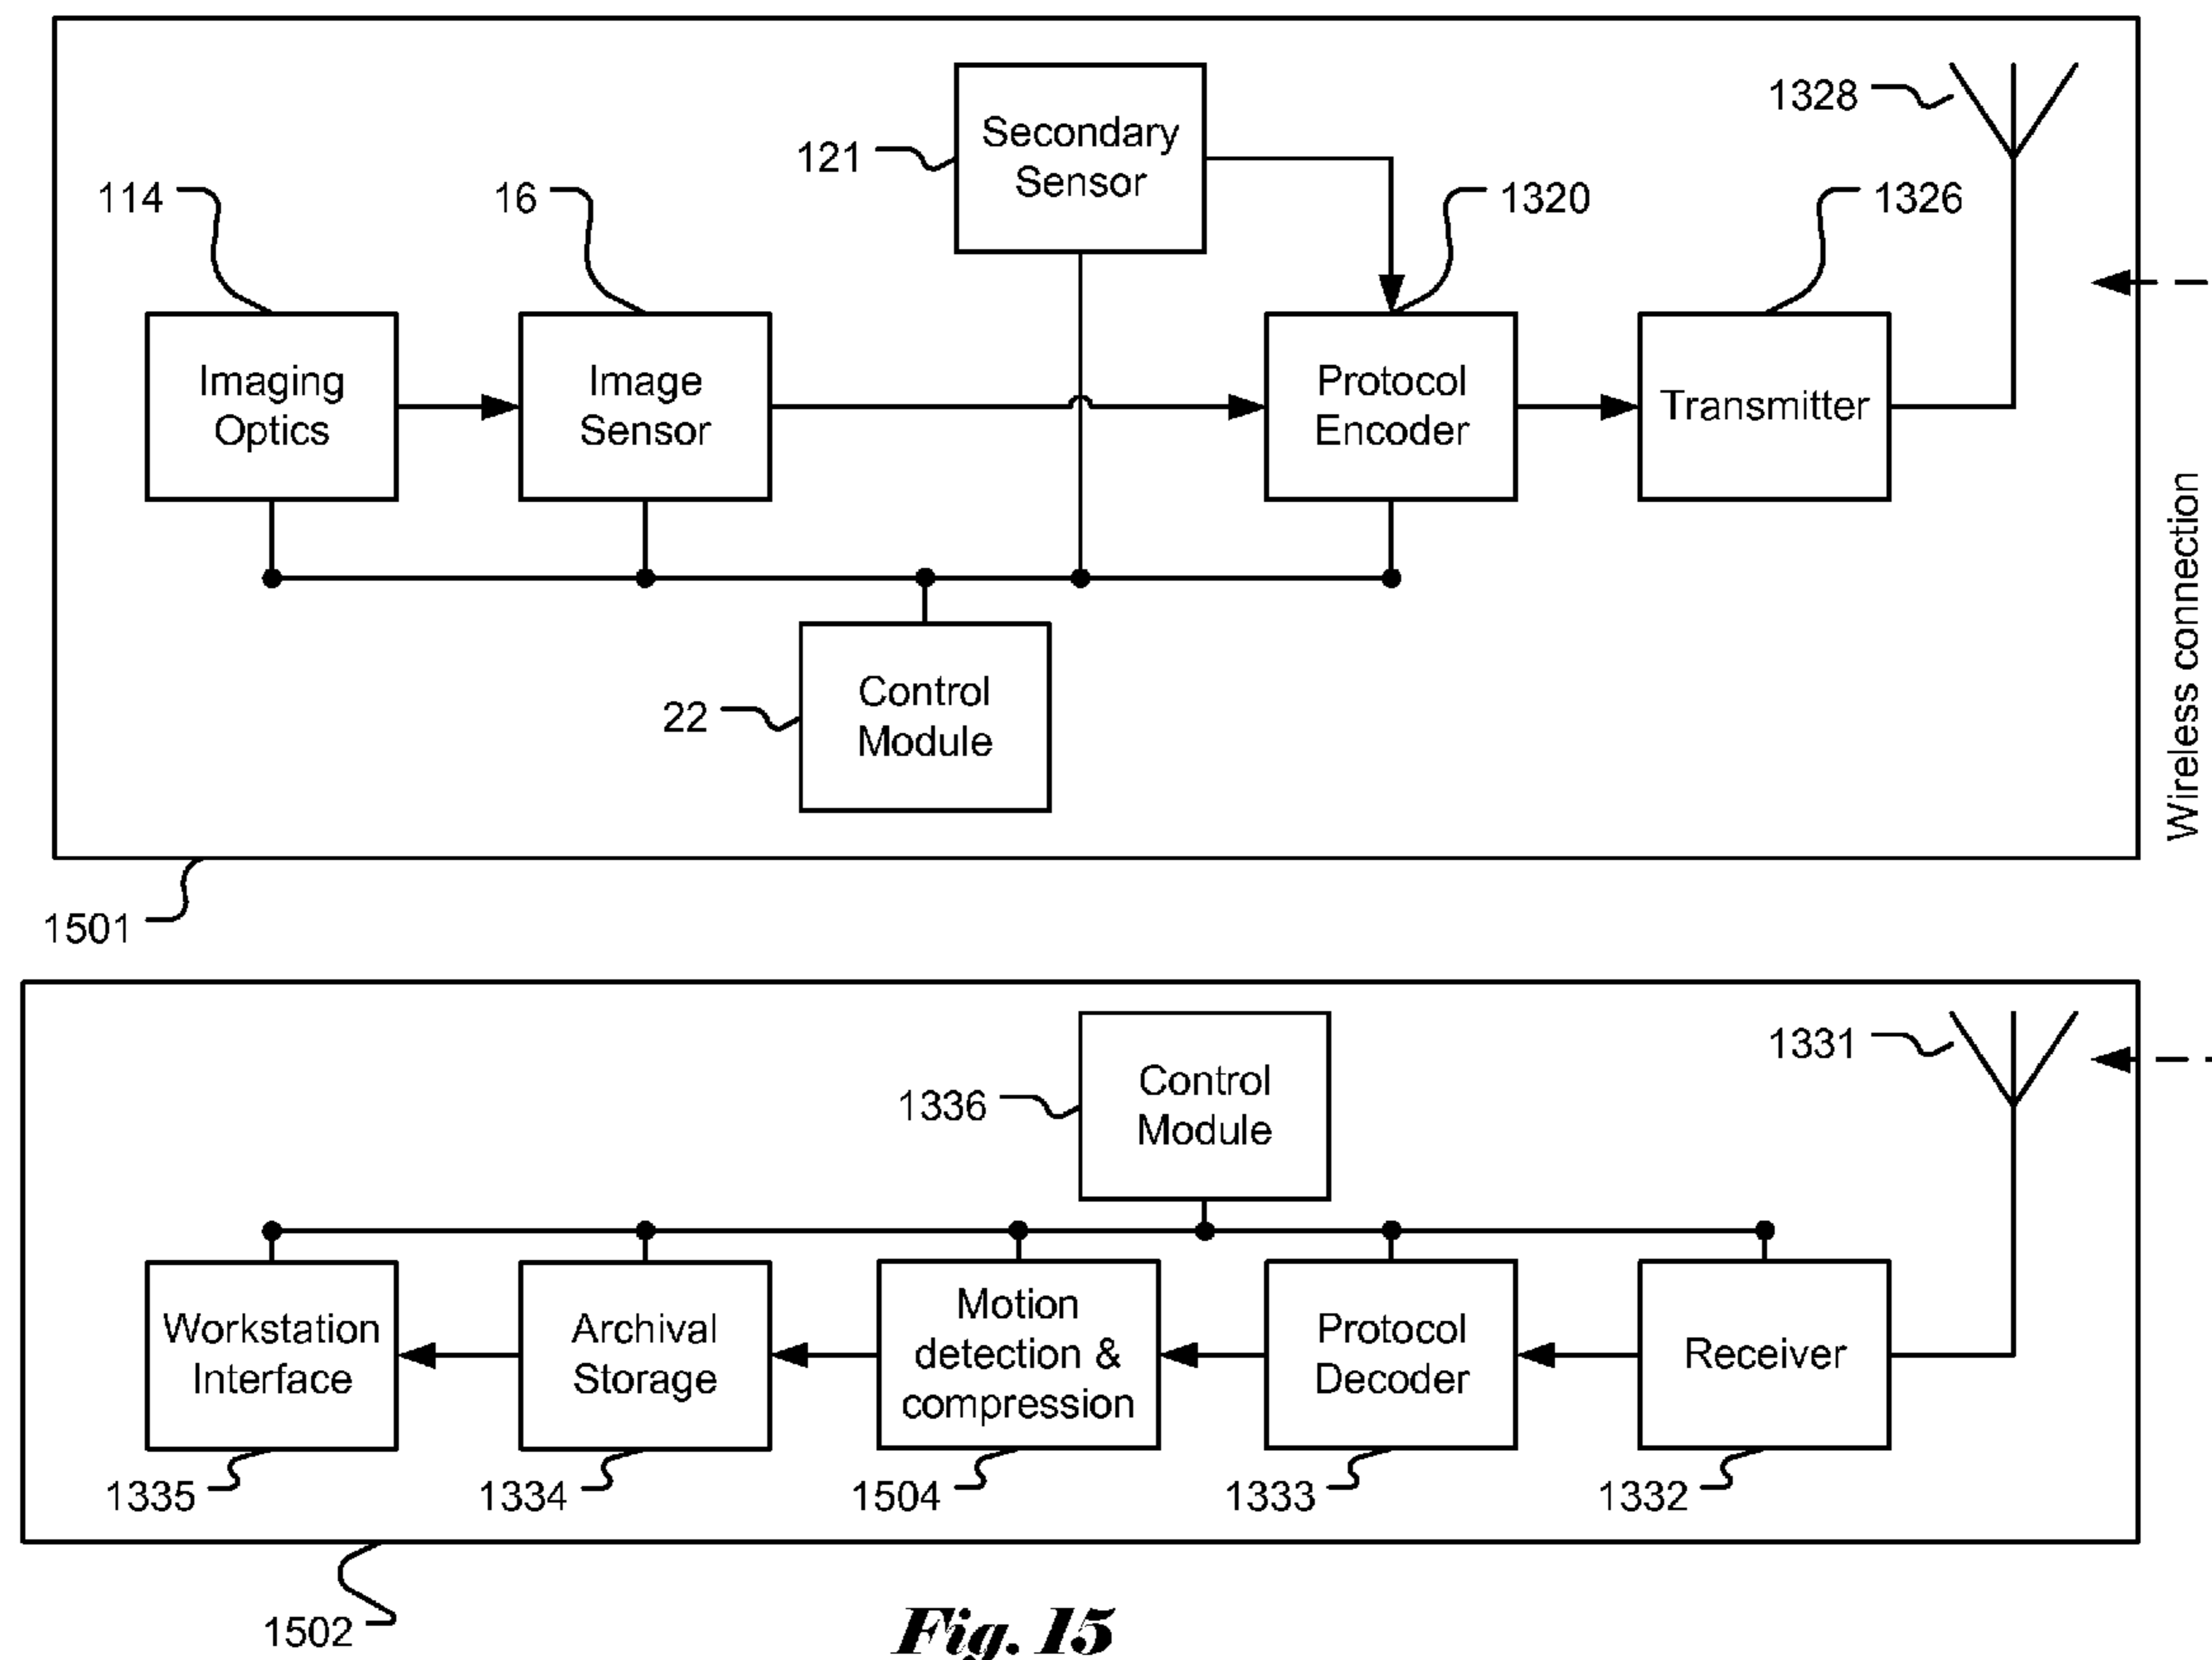 1328
Secondary
Sensor
121
114
16
1320
1326
Imaging
Optics
Image
Sensor
Protocol
Encoder
Transmitter
Wireless connection
Control
Module
22
1501
1331
Control
Module
1336
Workstation
Interface
Archival
Storage
Motion
detection &
compression
Protocol
Decoder
Receiver
1335
1334
1504
1333
1332
1502
Fig. 15